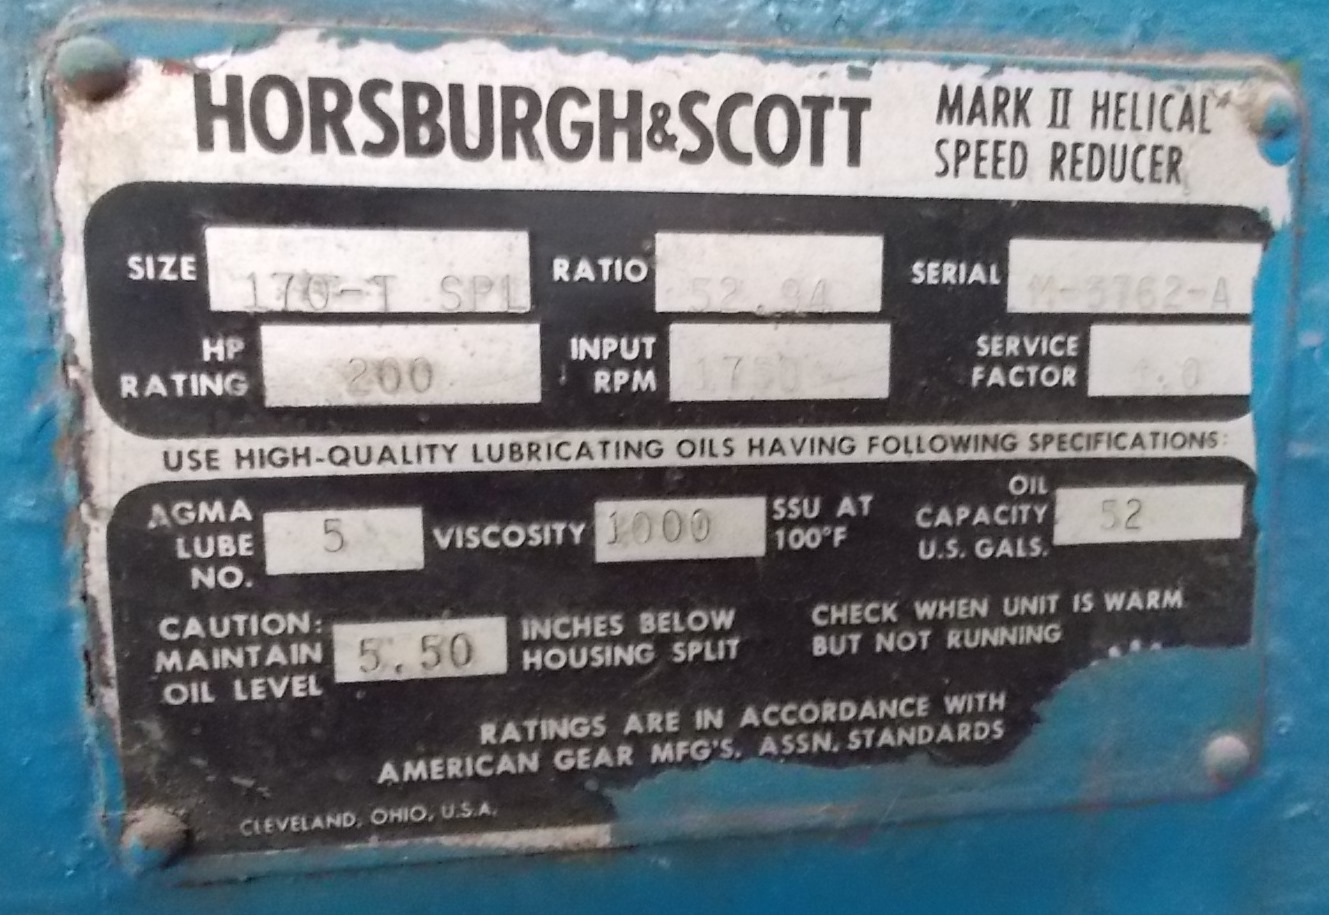 HORSBURGH&SCOTT
MARK II HELICAL
SPEED REDUCER
SIZE 170-T SPL RATIO 52.94 SERIAL M-3762-A
HP RATING 200 INPUT RPM 1750 SERVICE FACTOR
USE HIGH-QUALITY LUBRICATING OILS HAVING FOLLOWING SPECIFICATIONS:
AGMA LUBE NO. 5 VISCOSITY 1000 SSU AT 100°F OIL CAPACITY U.S. GALS. 52
CAUTION: MAINTAIN OIL LEVEL 5.50 INCHES BELOW HOUSING SPLIT
CHECK WHEN UNIT IS WARM
BUT NOT RUNNING
RATINGS ARE IN ACCORDANCE WITH
AMERICAN GEAR MFG'S. ASSN. STANDARDS
CLEVELAND, OHIO, U.S.A.